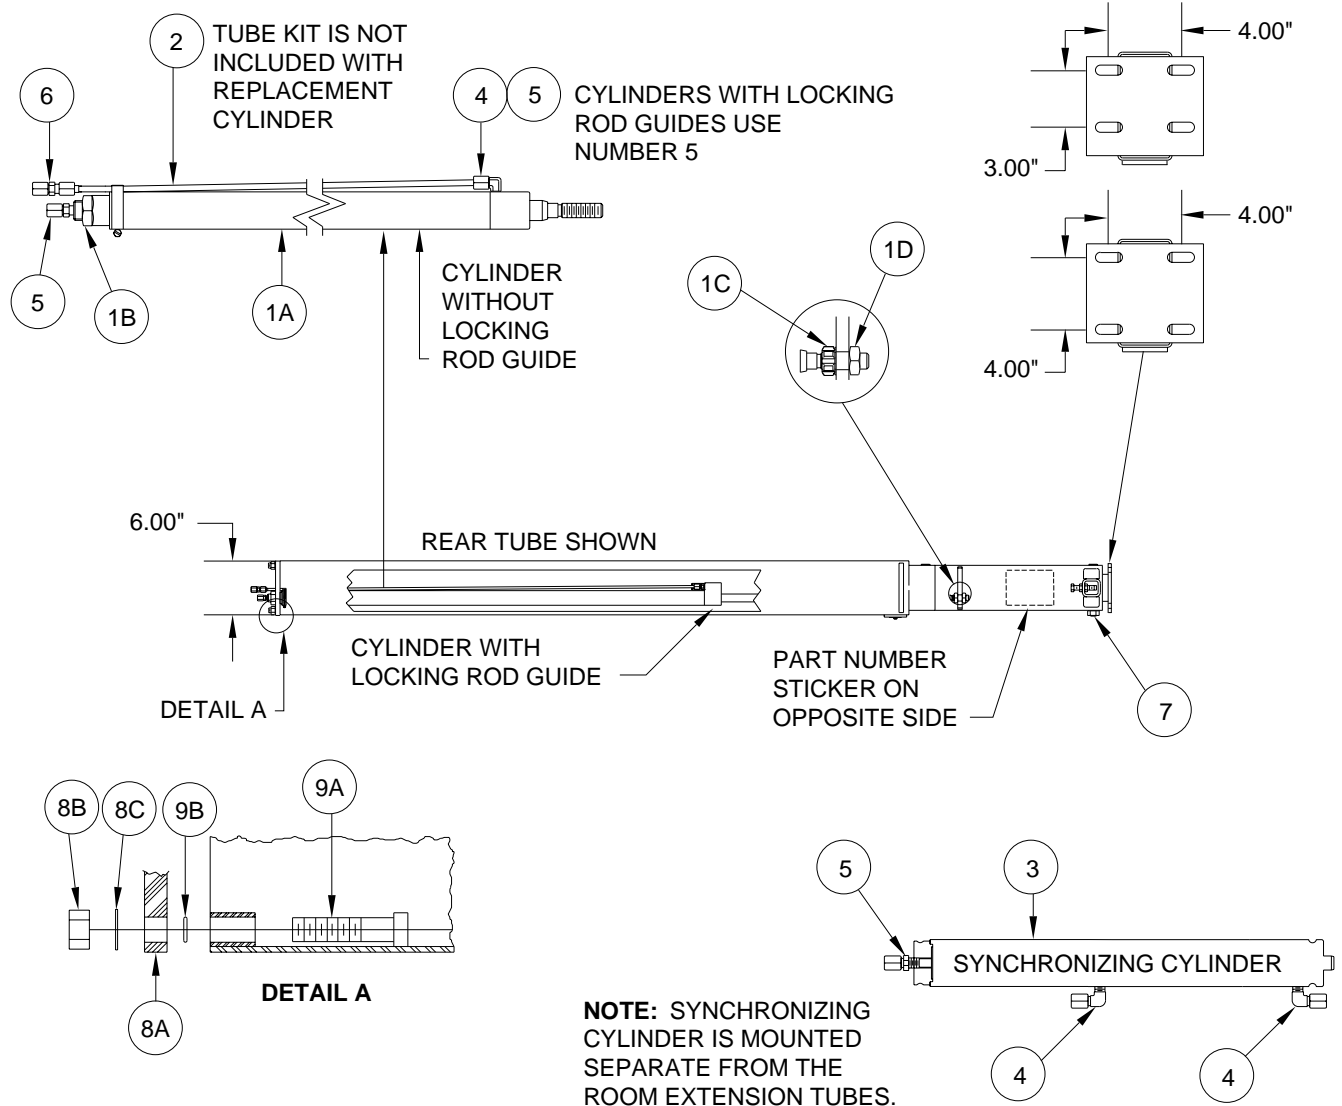 2
TUBE KIT IS NOT
INCLUDED WITH
REPLACEMENT
CYLINDER
6
4
5
CYLINDERS WITH LOCKING
ROD GUIDES USE
NUMBER 5
4.00"
3.00"
4.00"
4.00"
5
1B
1A
CYLINDER
WITHOUT
LOCKING
ROD GUIDE
1C
1D
6.00"
REAR TUBE SHOWN
CYLINDER WITH
LOCKING ROD GUIDE
DETAIL A
PART NUMBER
STICKER ON
OPPOSITE SIDE
7
8B
8C
9B
9A
8A
DETAIL A
5
3
SYNCHRONIZING CYLINDER
4
4
NOTE: SYNCHRONIZING
CYLINDER IS MOUNTED
SEPARATE FROM THE
ROOM EXTENSION TUBES.